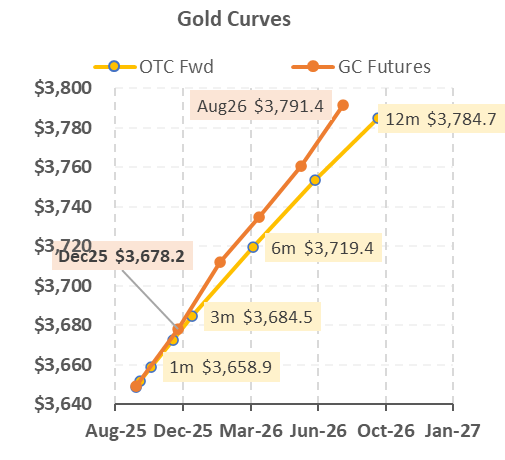 Gold Curves
OTC Fwd GC Futures
$3,800
Aug26 $3,791.4
12m $3,784.7
$3,780
$3,760
$3,740
6m $3,719.4
$3,720
Dec25 $3,678.2
$3,700
3m $3,684.5
$3,680
1m $3,658.9
$3,660
$3,640
Aug-25 Dec-25 Mar-26 Jun-26 Oct-26 Jan-27